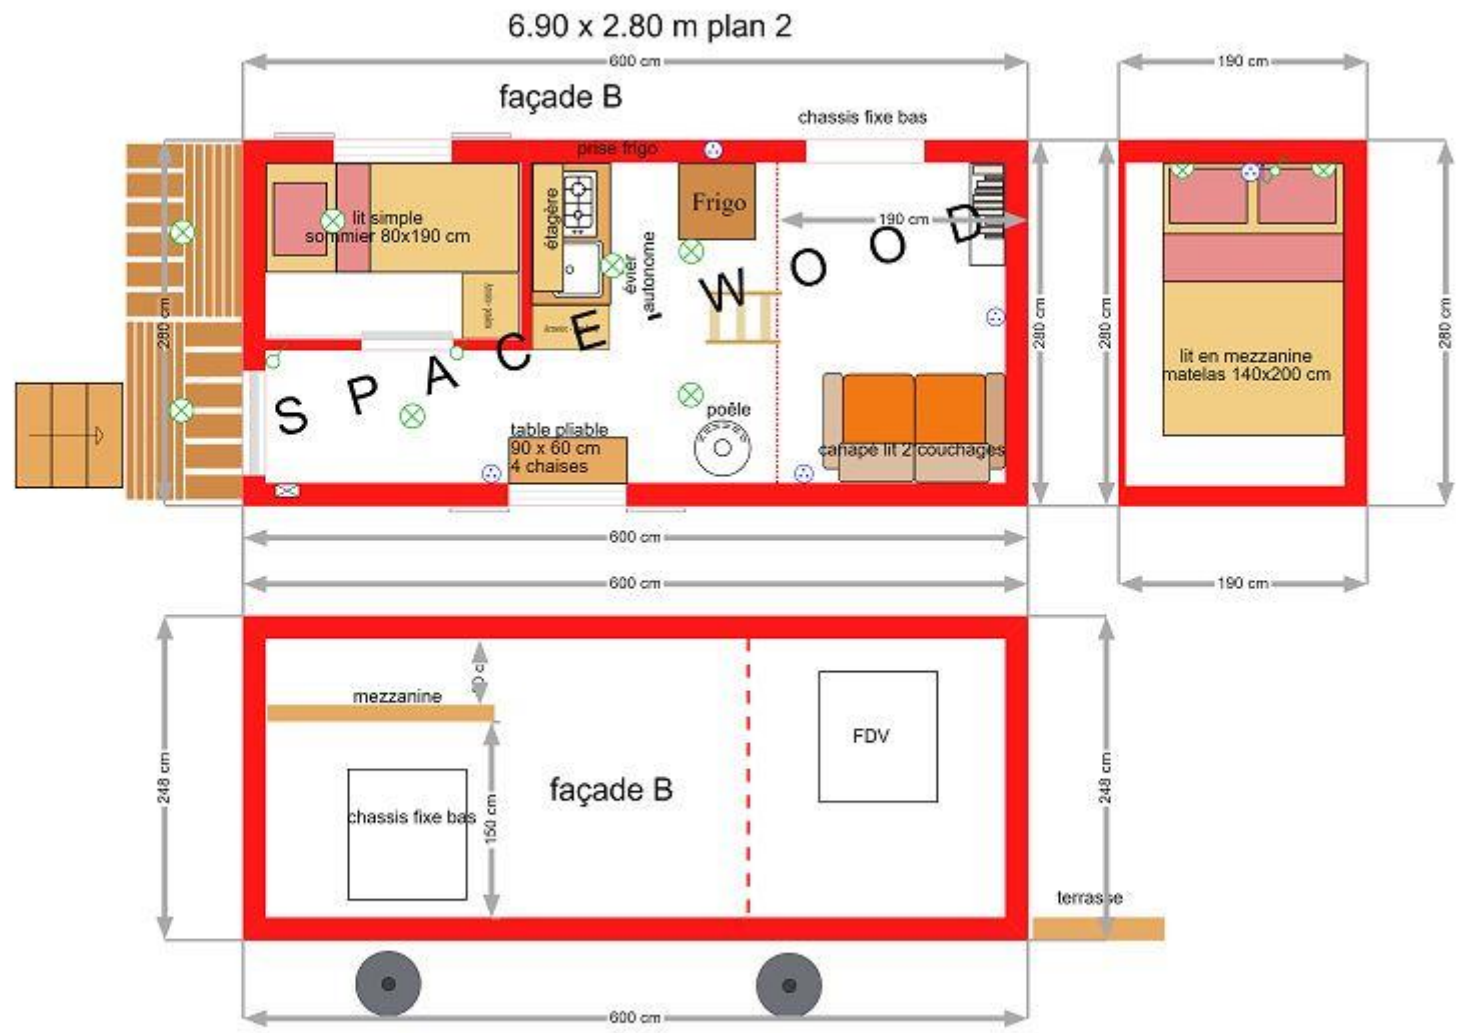 6.90 x 2.80 m plan 2
600 cm
190 cm
façade B
chassis fixe bas
prise frigo
lit simple
sommier 80x190 cm
étagère
évier
autonome
Frigo
190 cm
280 cm
280 cm
280 cm
280 cm
SPACE-WOOD
lit en mezzanine
matelas 140x200 cm
table pliable
90 x 60 cm
4 chaises
poêle
canapé lit 2 couchages
600 cm
600 cm
190 cm
mezzanine
248 cm
chassis fixe bas
150 cm
façade B
FDV
248 cm
terrasse
600 cm